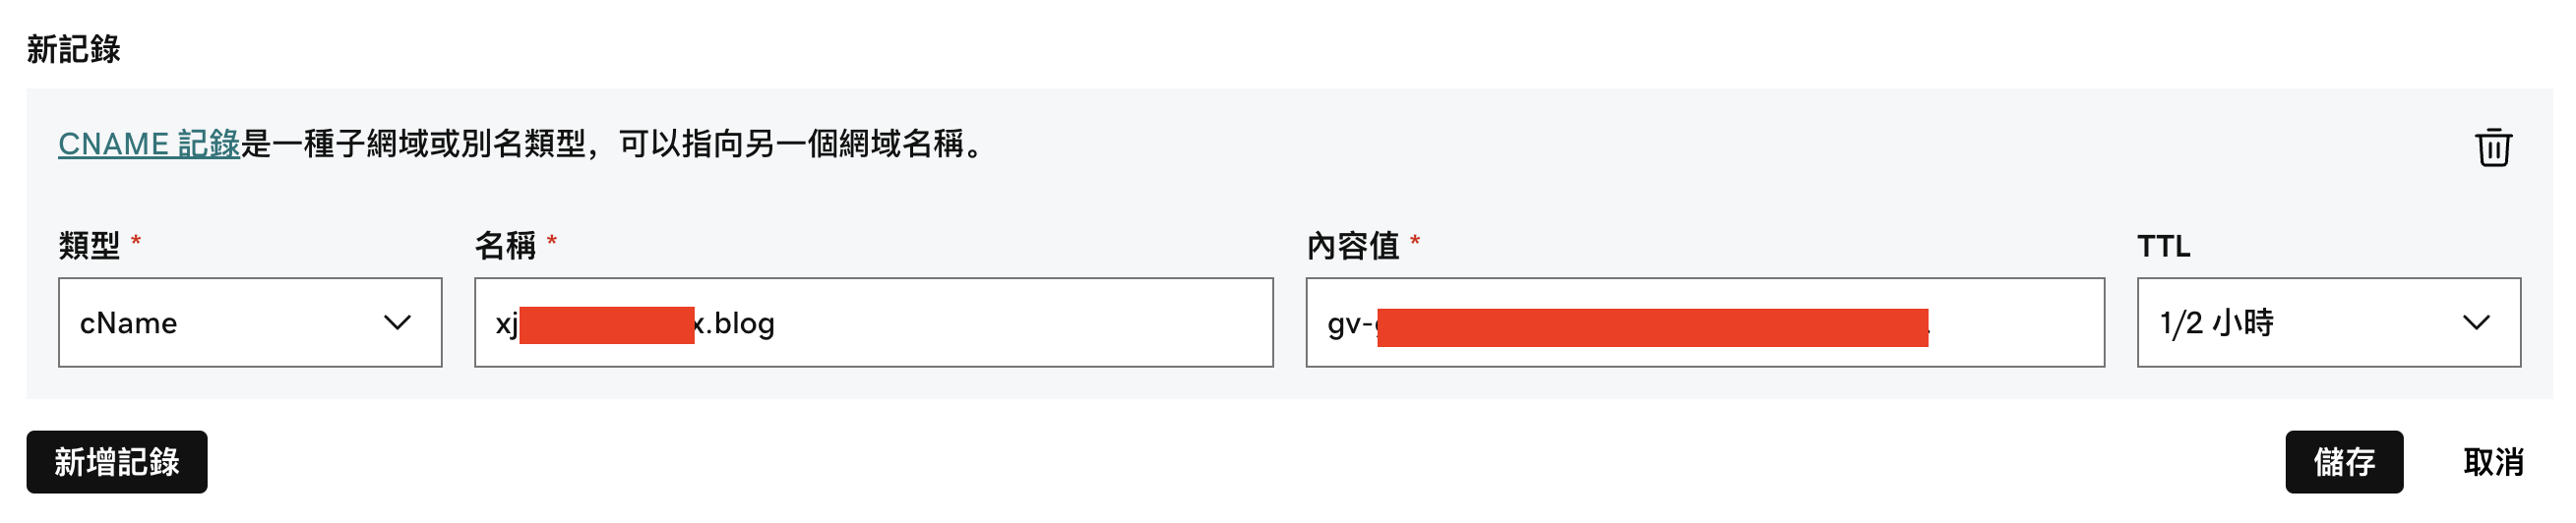 新記錄
CNAME 記錄是一種子網域或別名類型，可以指向另一個網域名稱。
類型 * 名稱 * 內容值 * TTL
cName xj x.blog gv- 1/2 小時
新增記錄 儲存 取消